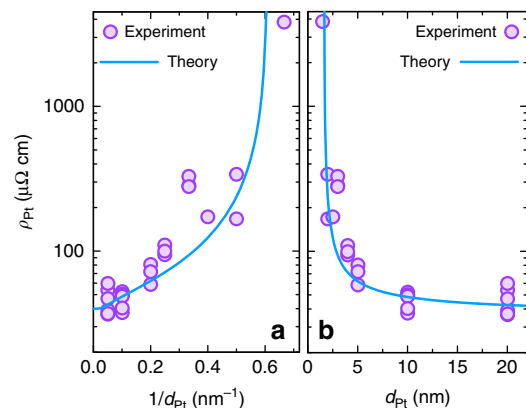 Experiment
Theory
Experiment
Theory
1000
100
ρPt (μΩ cm)
a
b
0.0 0.2 0.4 0.6
0 5 10 15 20
1/dPt (nm⁻¹)
dPt (nm)